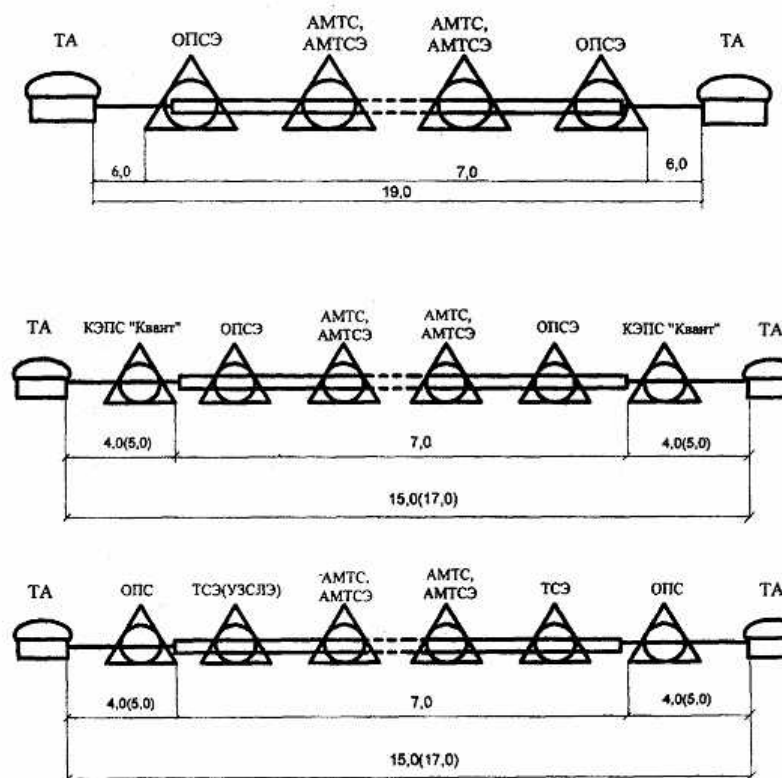 ТА ОПСЭ АМТС, АМТСЭ АМТС, АМТСЭ ОПСЭ ТА
6,0 7,0 6,0
19,0
ТА КЭПС "Квант" ОПСЭ АМТС, АМТСЭ АМТС, АМТСЭ ОПСЭ КЭПС "Квант" ТА
4,0(5,0) 7,0 4,0(5,0)
15,0(17,0)
ТА ОПС ТСЭ(УЗСЛЭ) АМТС, АМТСЭ АМТС, АМТСЭ ТСЭ ОПС ТА
4,0(5,0) 7,0 4,0(5,0)
15,0(17,0)